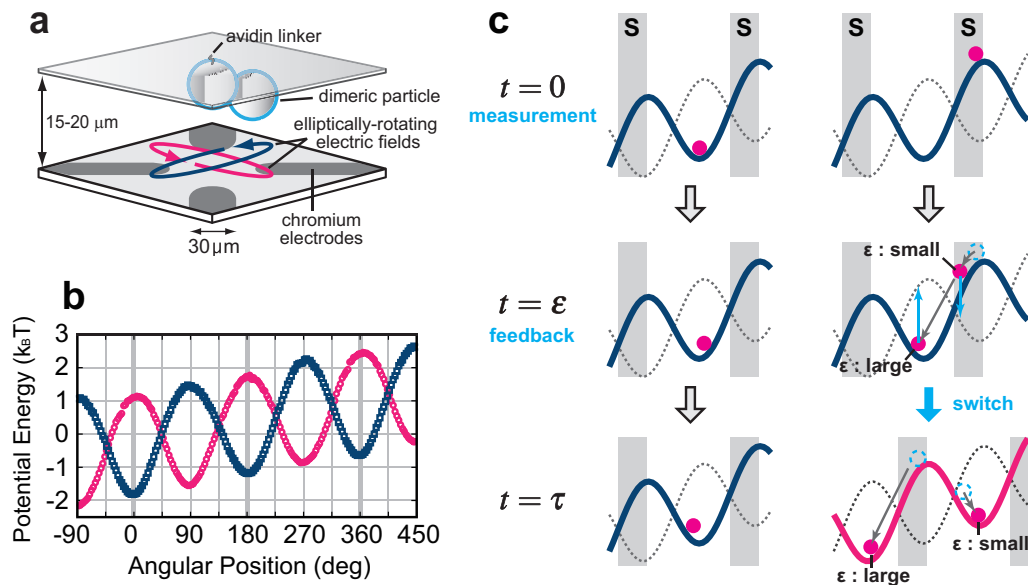 a
avidin linker
dimeric particle
15-20 μm
elliptically-rotating
electric fields
chromium
electrodes
30 μm
b
Potential Energy (kBT)
3
2
1
0
-1
-2
-90 0 90 180 270 360 450
Angular Position (deg)
c
S S S S
t = 0
measurement
t = ε
feedback
ε : small
ε : large
switch
t = τ
ε : small
ε : large